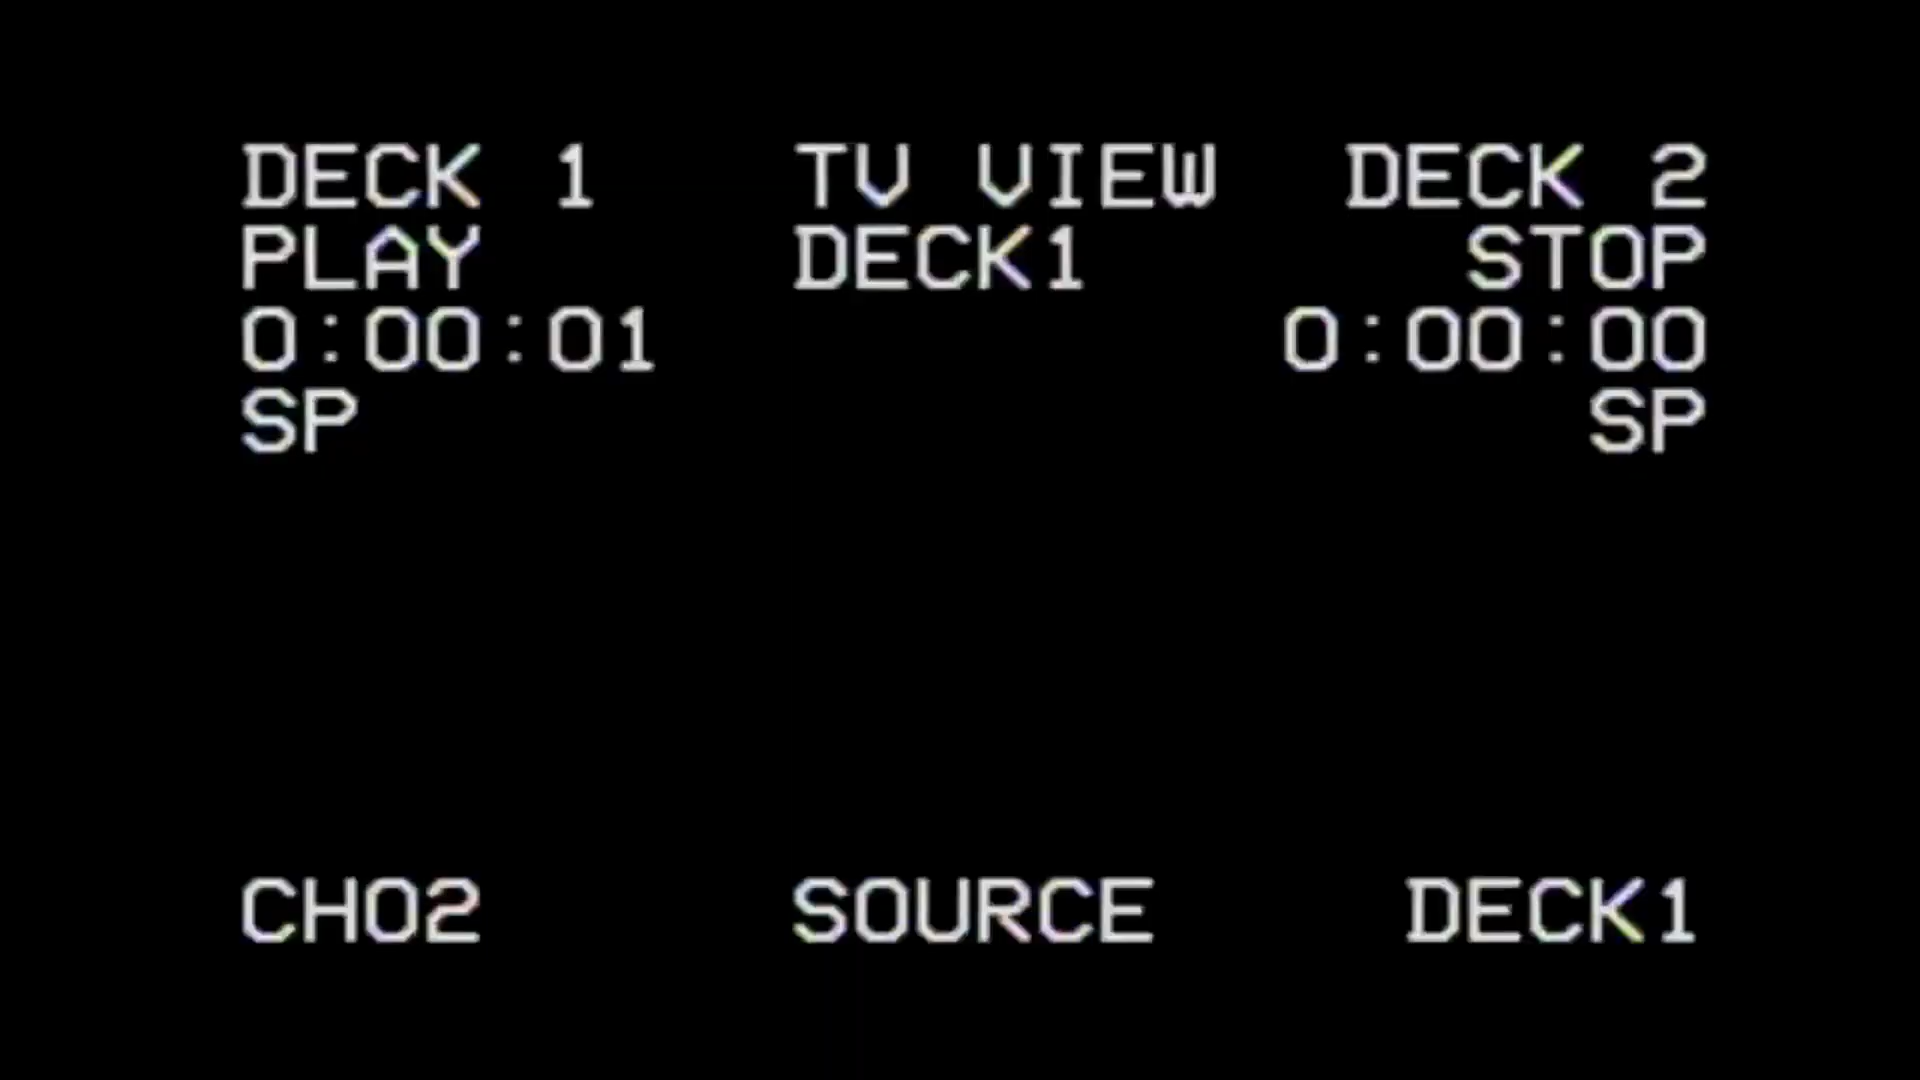 DECK 1 TV VIEW DECK 2
PLAY DECK1 STOP
0:00:01 0:00:00
SP SP
CH02 SOURCE DECK1